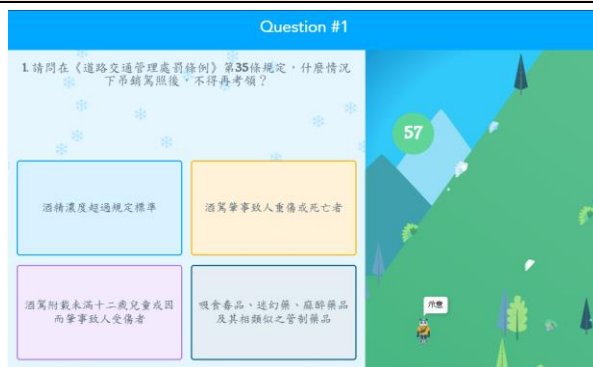 Question #1
1. 請問在《道路交通管理處罰條例》第35條規定,什麼情況
下吊銷駕照後,不得再考領?
57
酒精濃度超過規定標準
酒駕肇事致人重傷或死亡者
酒駕附載未滿十二歲兒童或因
而肇事致人受傷者
吸食毒品、迷幻藥、麻醉藥品
及其相類似之管制藥品
示意